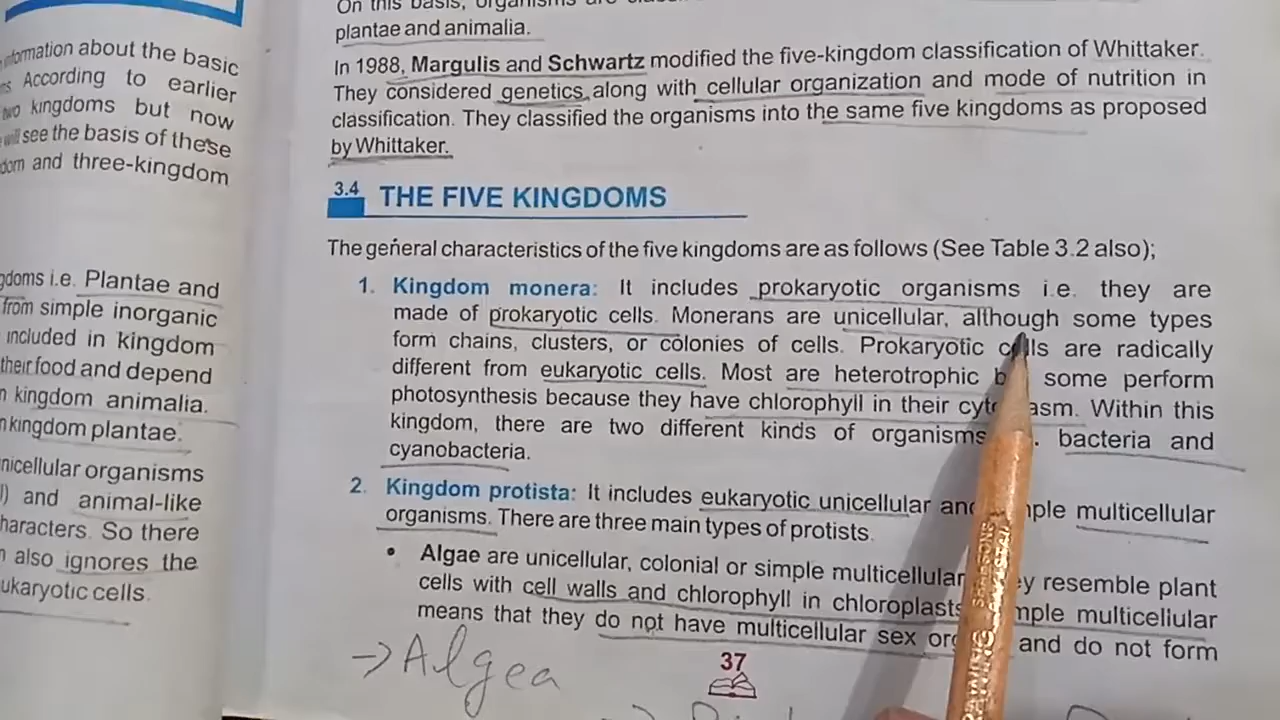 information about the basic
According to earlier
two kingdoms but now
will see the basis of these
and three-kingdom
i.e. Plantae and
from simple inorganic
included in kingdom
their food and depend
kingdom animalia.
kingdom plantae.
unicellular organisms
and animal-like
characters. So there
also ignores the
eukaryotic cells.
On this basis, organisms are
plantae and animalia.
In 1988, Margulis and Schwartz modified the five-kingdom classification of Whittaker.
They considered genetics along with cellular organization and mode of nutrition in
classification. They classified the organisms into the same five kingdoms as proposed
by Whittaker.
3.4 THE FIVE KINGDOMS
The general characteristics of the five kingdoms are as follows (See Table 3.2 also);
1. Kingdom monera: It includes prokaryotic organisms i.e. they are
made of prokaryotic cells. Monerans are unicellular, although some types
form chains, clusters, or colonies of cells. Prokaryotic cells are radically
different from eukaryotic cells. Most are heterotrophic but some perform
photosynthesis because they have chlorophyll in their cytoplasm. Within this
kingdom, there are two different kinds of organisms bacteria and
cyanobacteria.
2. Kingdom protista: It includes eukaryotic unicellular and simple multicellular
organisms. There are three main types of protists.
• Algae are unicellular, colonial or simple multicellular. They resemble plant
cells with cell walls and chlorophyll in chloroplasts. Simple multicellular
means that they do not have multicellular sex organs and do not form
→ Algea
37